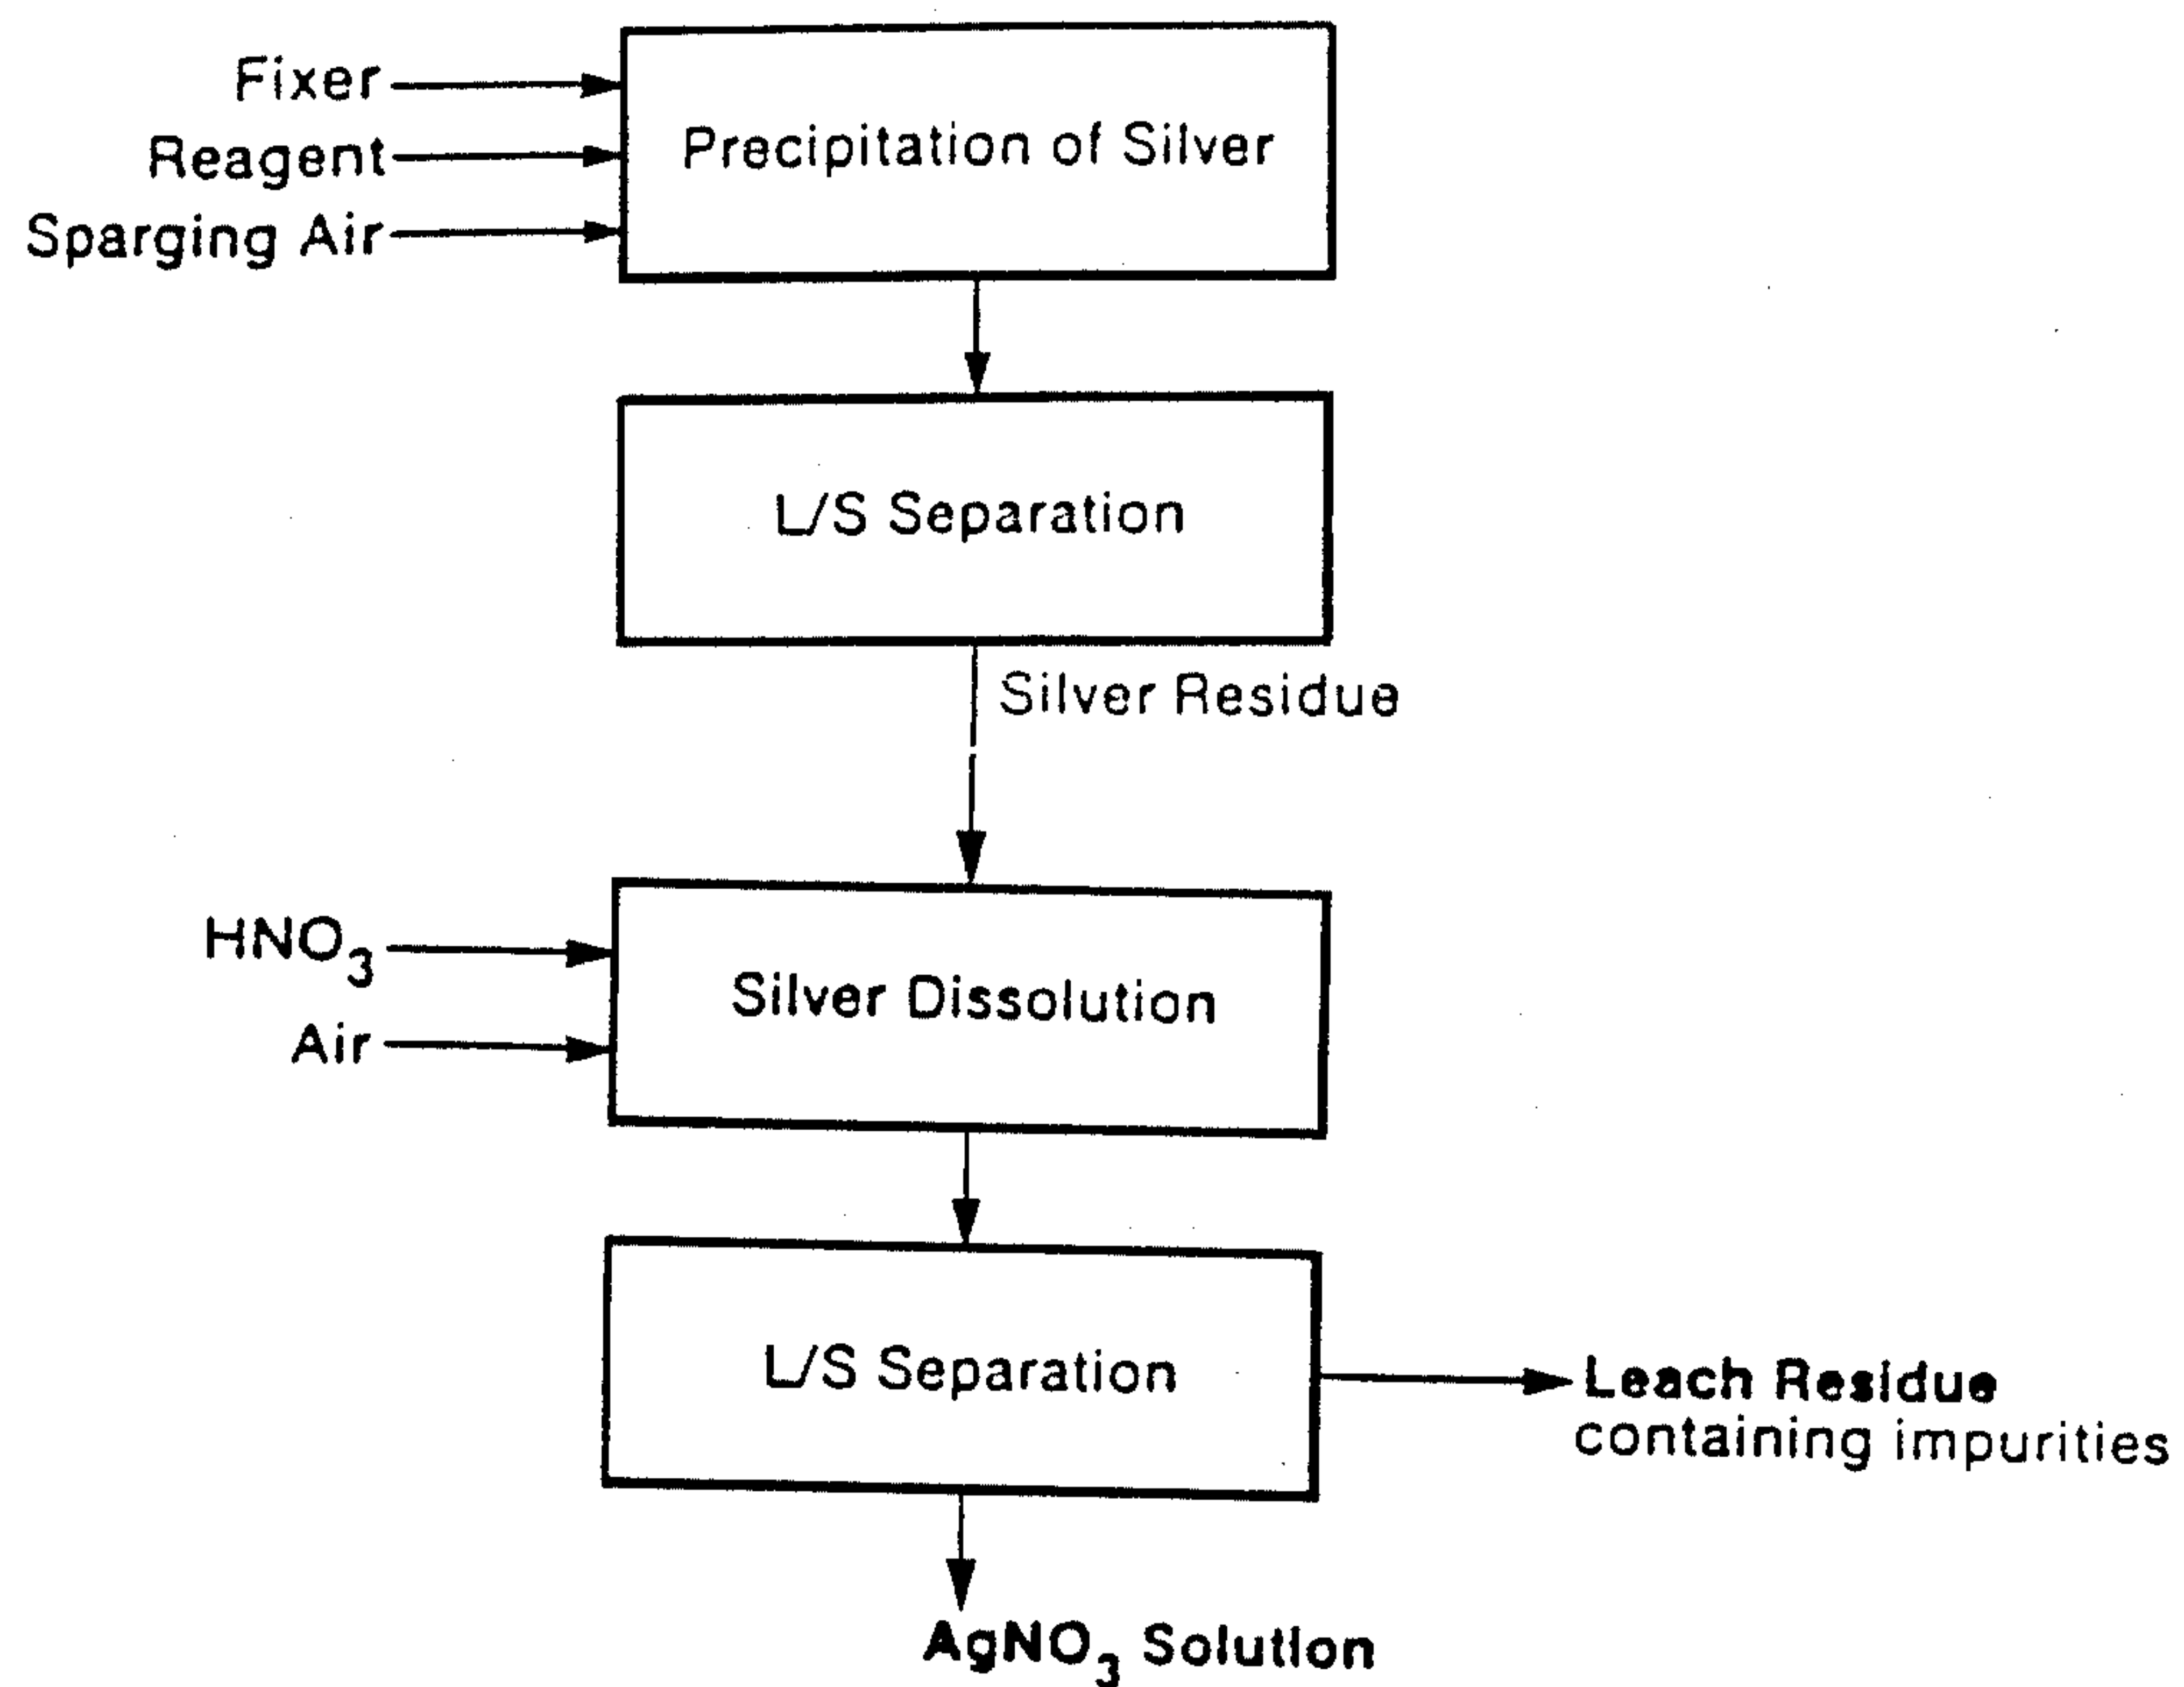 Fixer
Reagent
Sparging Air
Precipitation of Silver
L/S Separation
Silver Residue
HNO₃
Air
Silver Dissolution
L/S Separation
Leach Residue
containing impurities
AgNO₃ Solution